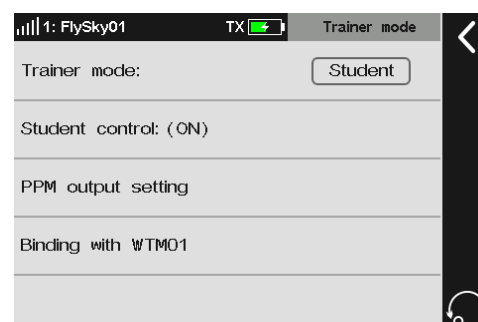 1: FlySky01 TX Trainer mode
Trainer mode: Student
Student control: (ON)
PPM output setting
Binding with WTM01